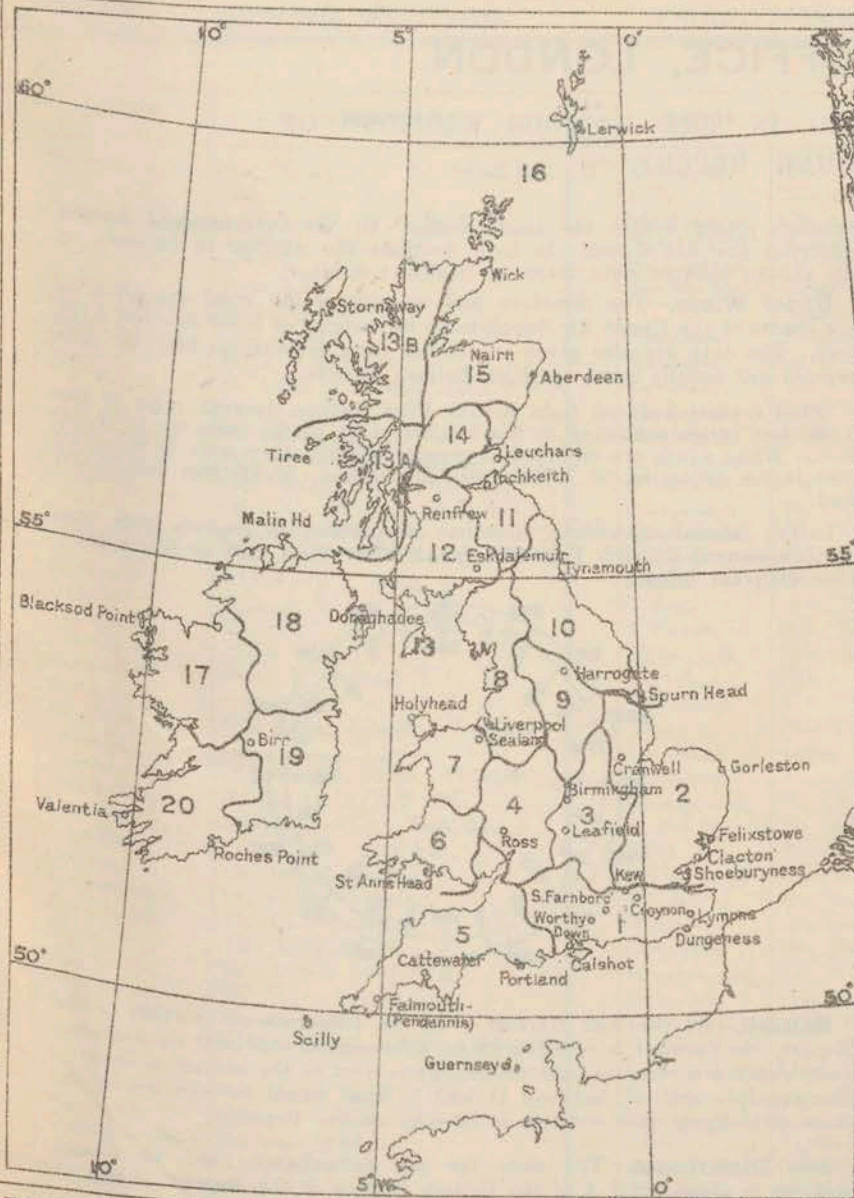 10°
5°
0°
5°
60°
Lerwick
16
Wick
Stornoway
13B
Nairn
15
Aberdeen
14
Tiree
13A
Leuchars
Inchkeith
Renfrew
11
Malin Hd
55°
12
Eskdalemuir
Tynemouth
55°
Blacksod Point
18
Donaghadee
13
10
17
8
Harrogate
9
Spurn Head
Holyhead
Liverpool
Sealand
Birr
19
7
Cranwell
Gorleston
2
Birmingham
Valentia
20
4
3
6
Ross
Leafield
Felixstowe
Clacton
Roches Point
Shoeburyness
St Anns Head
Kew
S.Farnboro'
Croydon
Lympne
Worthy
Down
1
5
Dungeness
Cattewater
Calshot
Portland
50°
50°
Falmouth-
(Pendennis)
Scilly
Guernsey
10°
5°W
0°